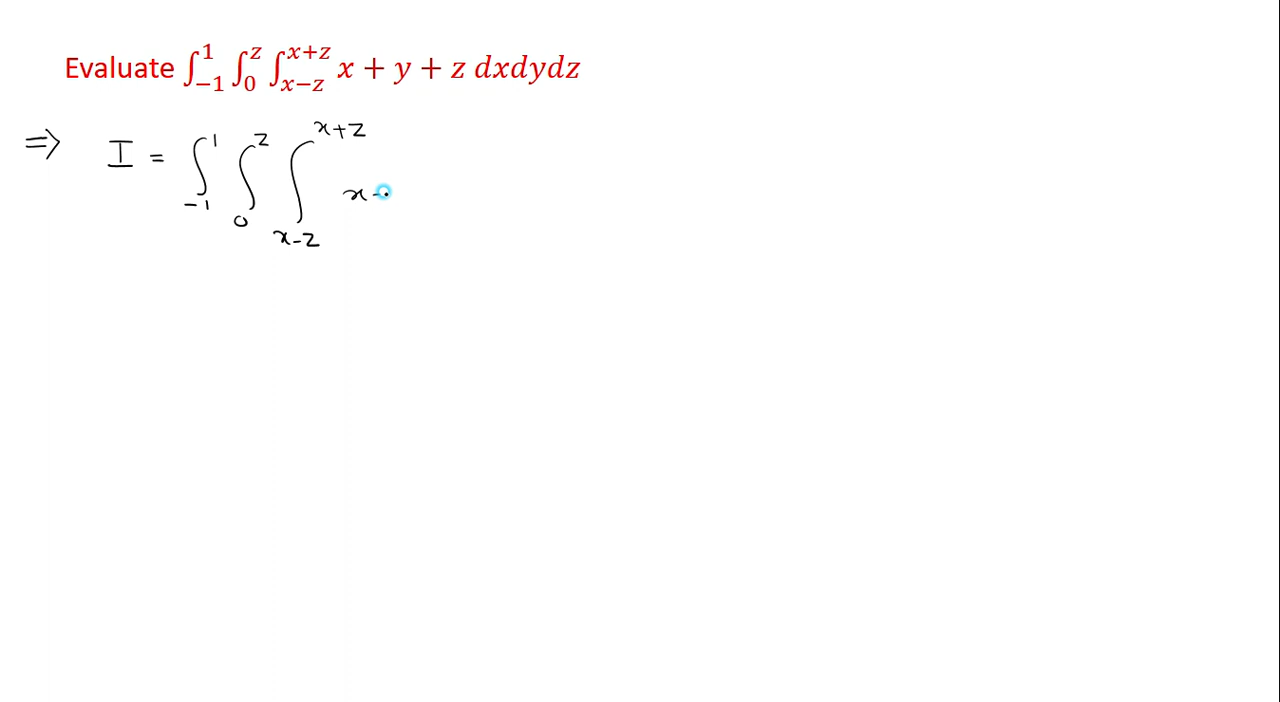 Evaluate ∫_{-1}^{1} ∫_{0}^{z} ∫_{x-z}^{x+z} x + y + z dxdydz
⇒ I = ∫_{-1}^{1} ∫_{0}^{z} ∫_{x-z}^{x+z} x -